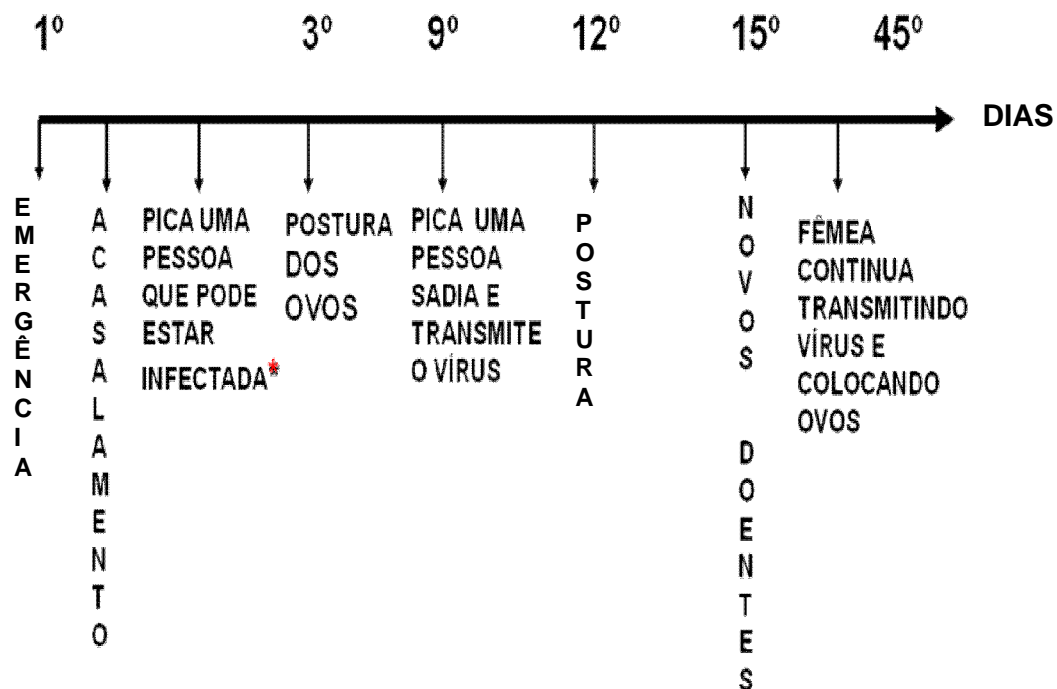 1º 3º 9º 12º 15º 45º
DIAS
EMERGÊNCIA
ACASALAMENTO
PICA UMA
PESSOA
QUE PODE
ESTAR
INFECTADA*
POSTURA
DOS
OVOS
PICA UMA
PESSOA
SADIA E
TRANSMITE
O VÍRUS
POSTURA
NOVOS DOENTES
FÊMEA
CONTINUA
TRANSMITINDO
VÍRUS E
COLOCANDO
OVOS